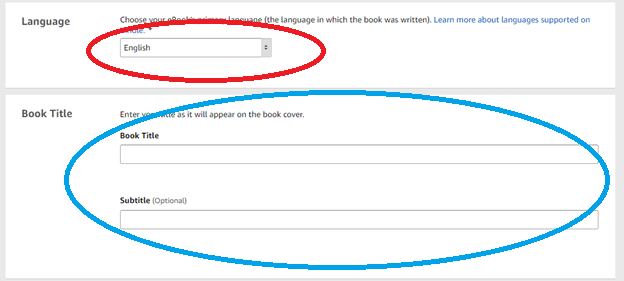 Language
Choose your eBook's primary language (the language in which the book was written). Learn more about languages supported on
Kindle. *
English
Book Title
Enter your title as it will appear on the book cover.
Book Title
Subtitle (Optional)